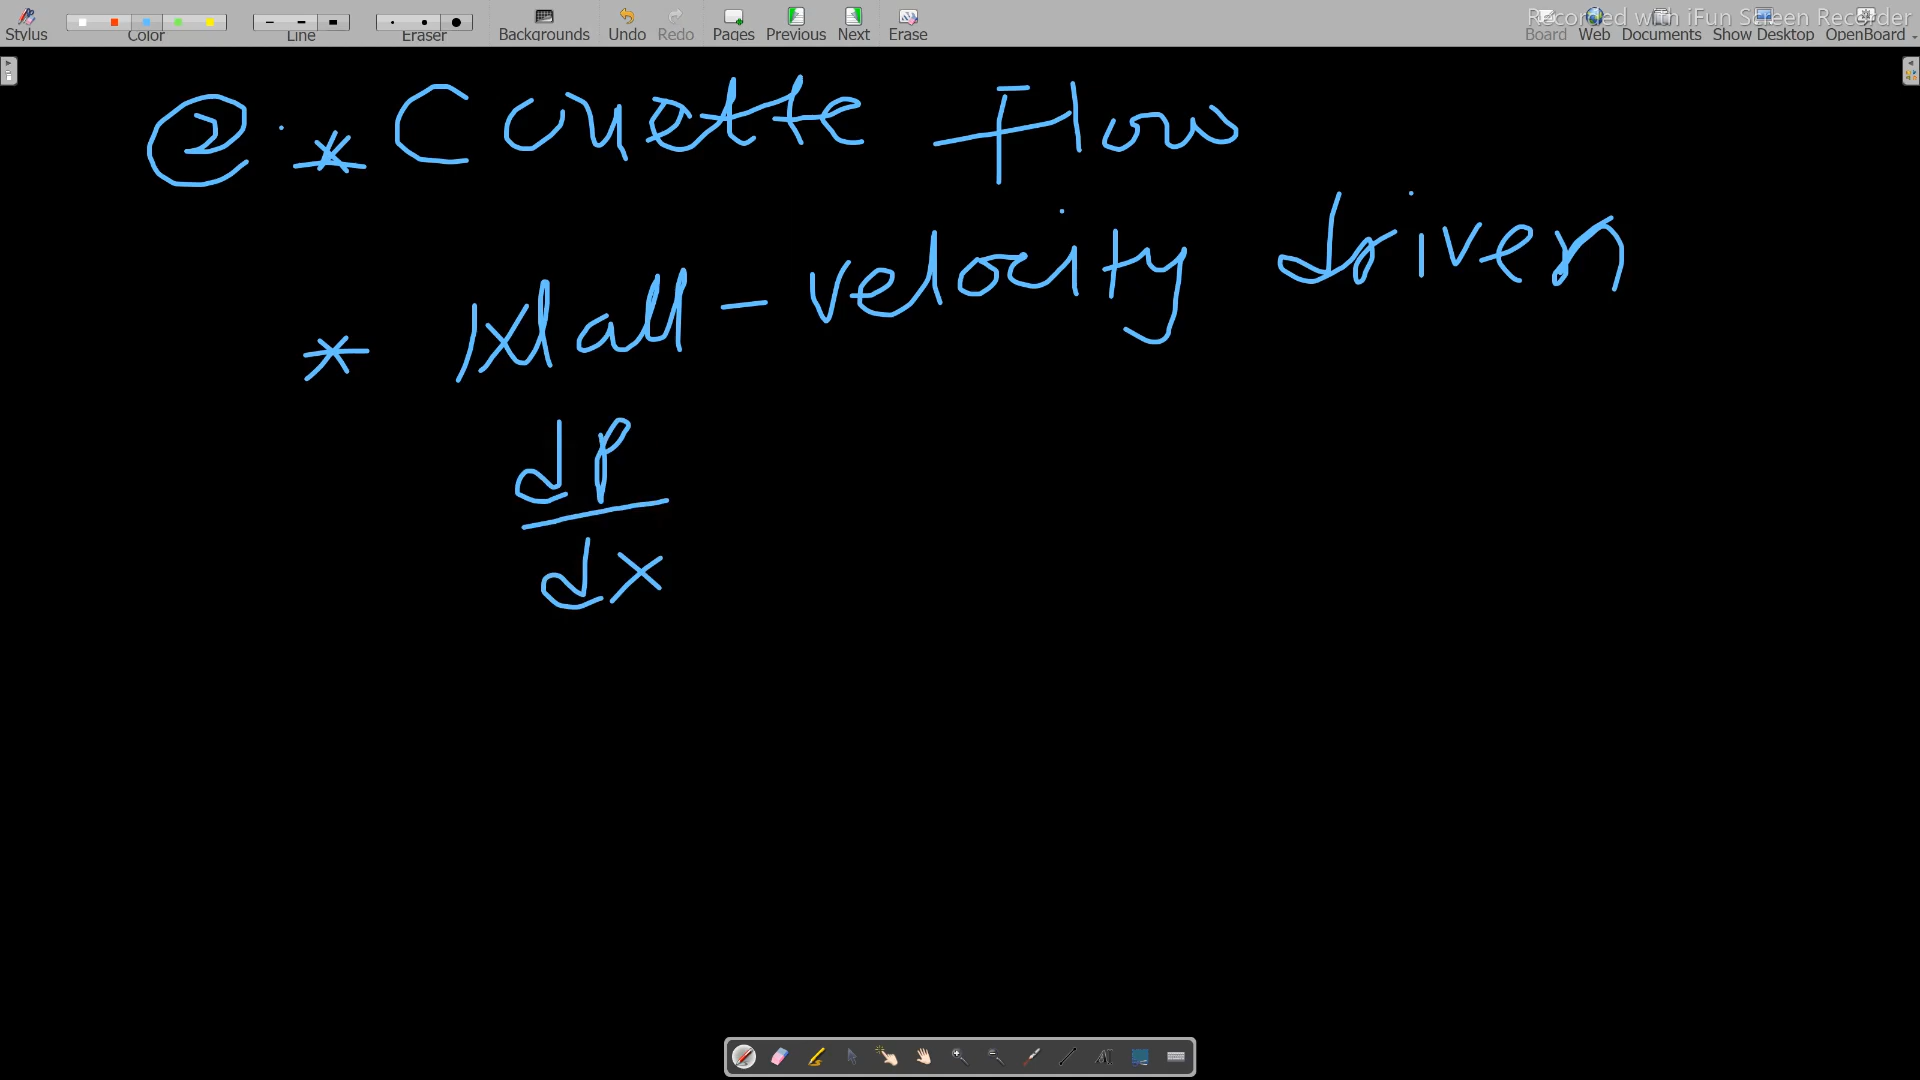 Recorded with iFun Screen Recorder
Stylus Color Line Eraser Backgrounds Undo Redo Pages Previous Next Erase Board Web Documents Show Desktop OpenBoard
② * Couette Flow
* Wall - velocity driven
dp
dx